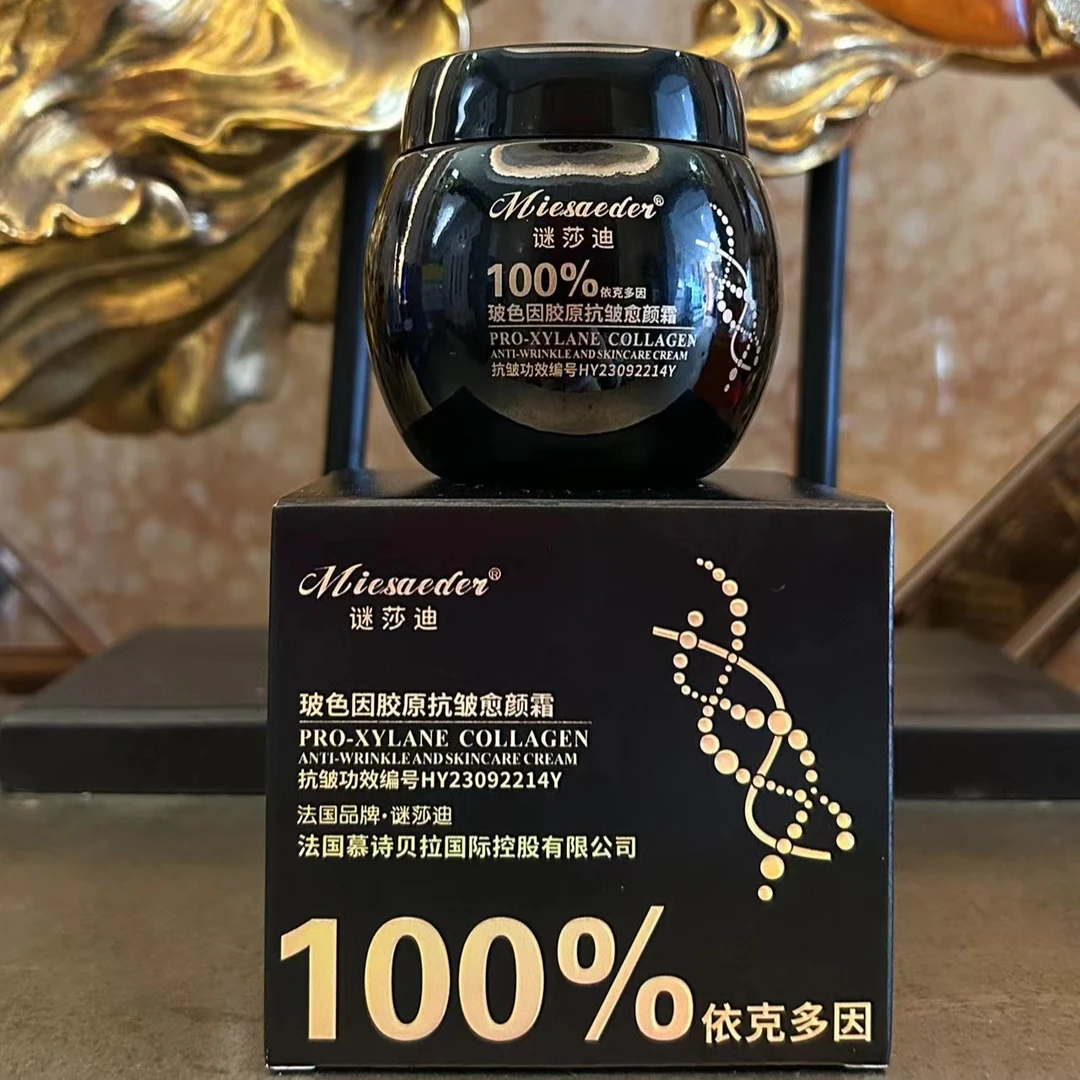 Miesaeder®
谜莎迪
100%依克多因
玻色因胶原抗皱愈颜霜
PRO-XYLANE COLLAGEN
ANTI-WRINKLE AND SKINCARE CREAM
抗皱功效编号HY23092214Y
Miesaeder®
谜莎迪
玻色因胶原抗皱愈颜霜
PRO-XYLANE COLLAGEN
ANTI-WRINKLE AND SKINCARE CREAM
抗皱功效编号HY23092214Y
法国品牌·谜莎迪
法国慕诗贝拉国际控股有限公司
100%依克多因